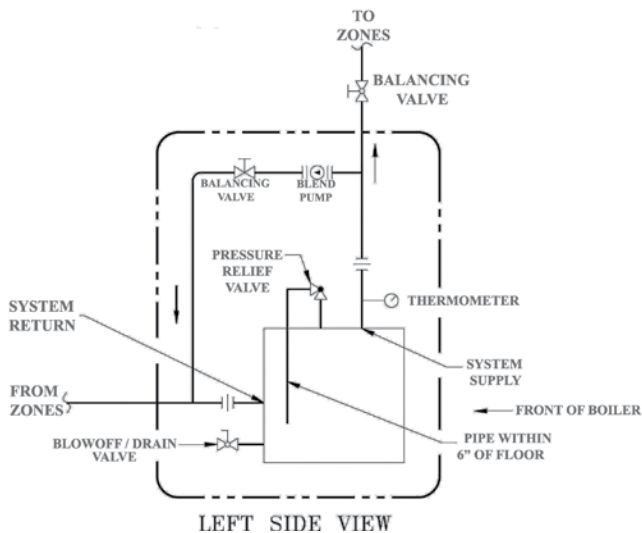 TO
ZONES
BALANCING
VALVE
BALANCING
VALVE
BLEND
PUMP
PRESSURE
RELIEF
VALVE
THERMOMETER
SYSTEM
RETURN
SYSTEM
SUPPLY
FROM
ZONES
FRONT OF BOILER
BLOWOFF / DRAIN
VALVE
PIPE WITHIN
6" OF FLOOR
LEFT SIDE VIEW